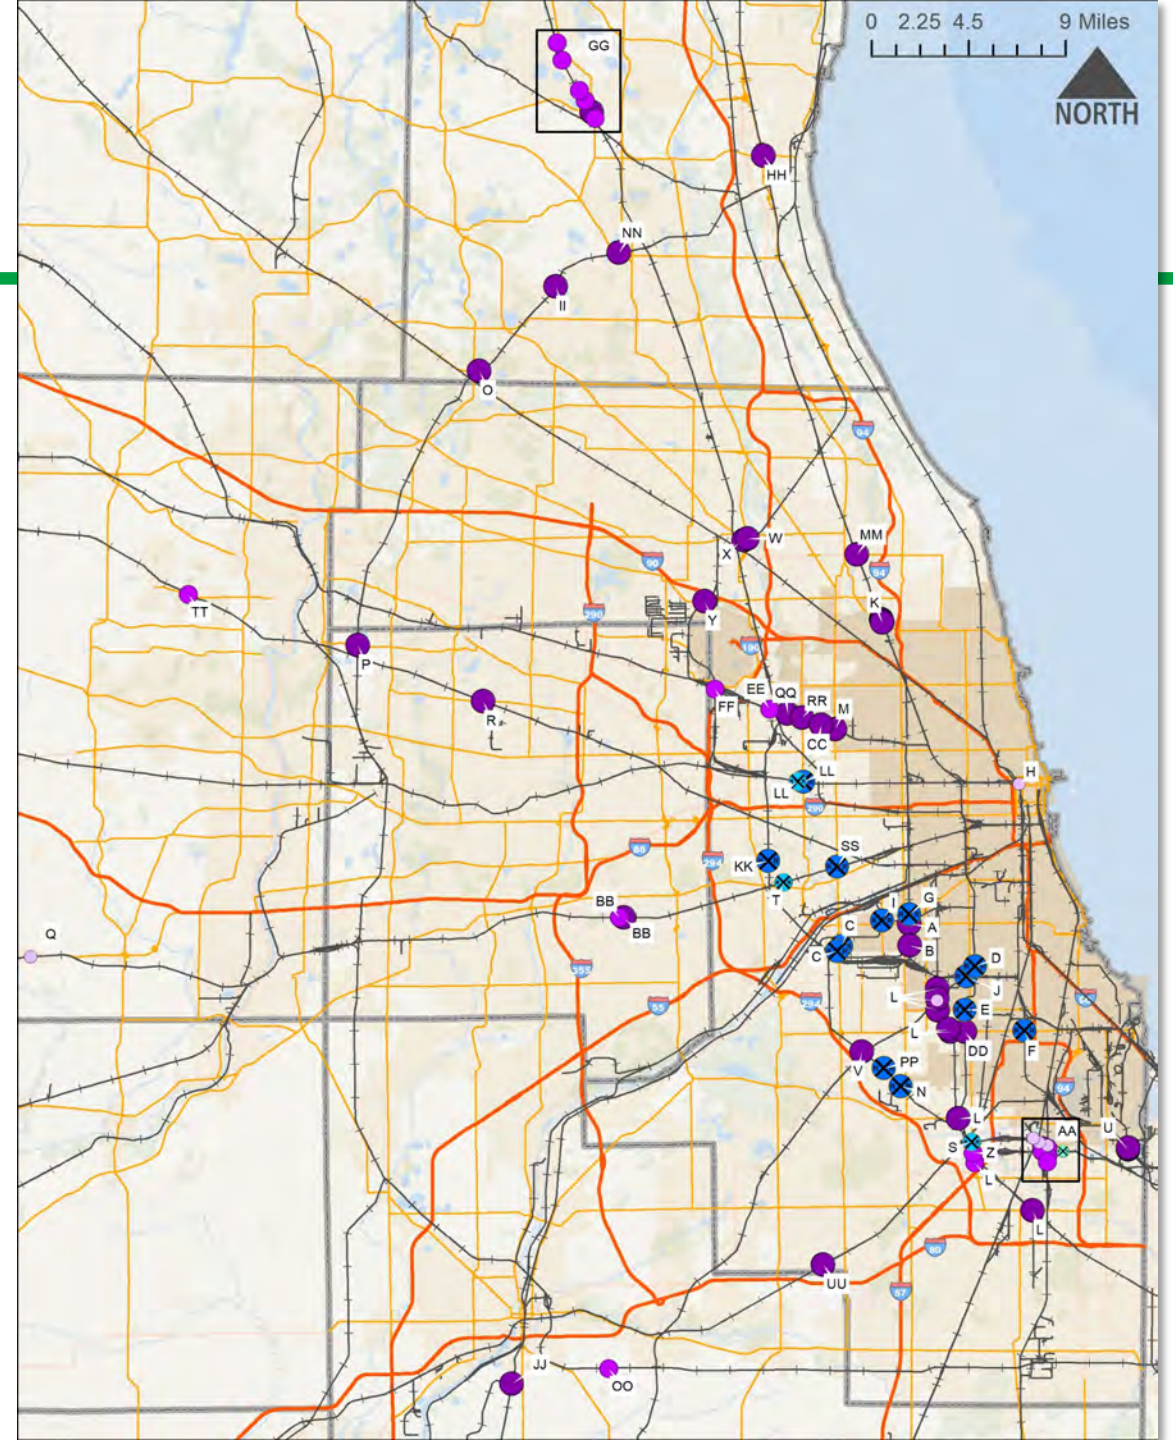 0 2.25 4.5 9 Miles
NORTH
GG
HH
NN
II
O
94
MM
W
X
90
94
TT
K
290
Y
190
P
EE
QQ
RR
M
FF
R
CC
LL
H
LL
290
88
SS
KK
294
T
BB
I
G
BB
C
A
Q
C
B
D
355
L
J
55
294
E
L
DD
F
V
PP
N
94
L
AA
U
S
Z
L
L
80
UU
57
JJ
OO